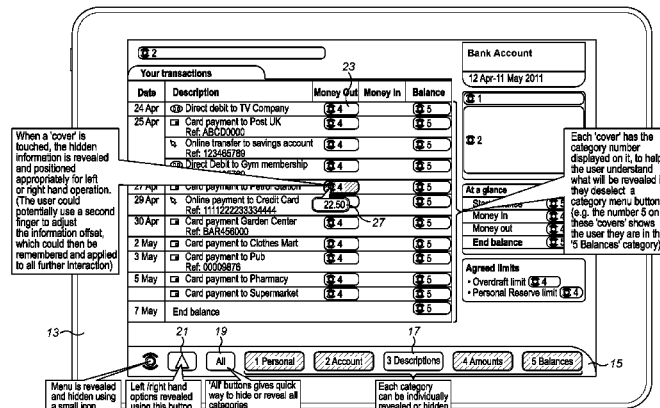 2
Bank Account
12 Apr-11 May 2011
Your transactions
23
Date Description Money Out Money In Balance
24 Apr Direct debit to TV Company 4 5
25 Apr Card payment to Post UK 4 5
Ref: ABCD0000
Online transfer to savings account 4 5
Ref: 123465789
Direct Debit to Gym membership 4 5
27 Apr Card payment to Petrol Station 4 5
29 Apr Online payment to Credit Card 22.50 5
Ref: 1111222233334444
27
30 Apr Card payment Garden Center 4 5
Ref: BAR456000
2 May Card payment to Clothes Mart 4 5
3 May Card payment to Pub 4 5
Ref: 00009876
5 May Card payment to Pharmacy 4 5
Card payment to Supermarket 4 5
7 May End balance 5
1
2
At a glance
Money in
Money out
End balance
Agreed limits
• Overdraft limit 4
• Personal Reserve limit 4
When a 'cover' is
touched, the hidden
information is revealed
and positioned
appropriately for left
or right hand operation.
(The user could
potentially use a second
finger to adjust
the information offset,
which could then be
remembered and applied
to all further interaction)
Each 'cover' has the
category number
displayed on it, to help
the user understand
what will be revealed
they deselect a
category menu button
(e.g. the number 5 on
these 'covers' shows
the user they are in the
'5 Balances' category)
13
21
19
17
15
All
1 Personal
2 Account
3 Descriptions
4 Amounts
5 Balances
Menu is revealed
and hidden using
a small icon
Left /right hand
options revealed
using this button
"All' buttons gives quick
way to hide or reveal all
categories
Each category
can be individually
revealed or hidden